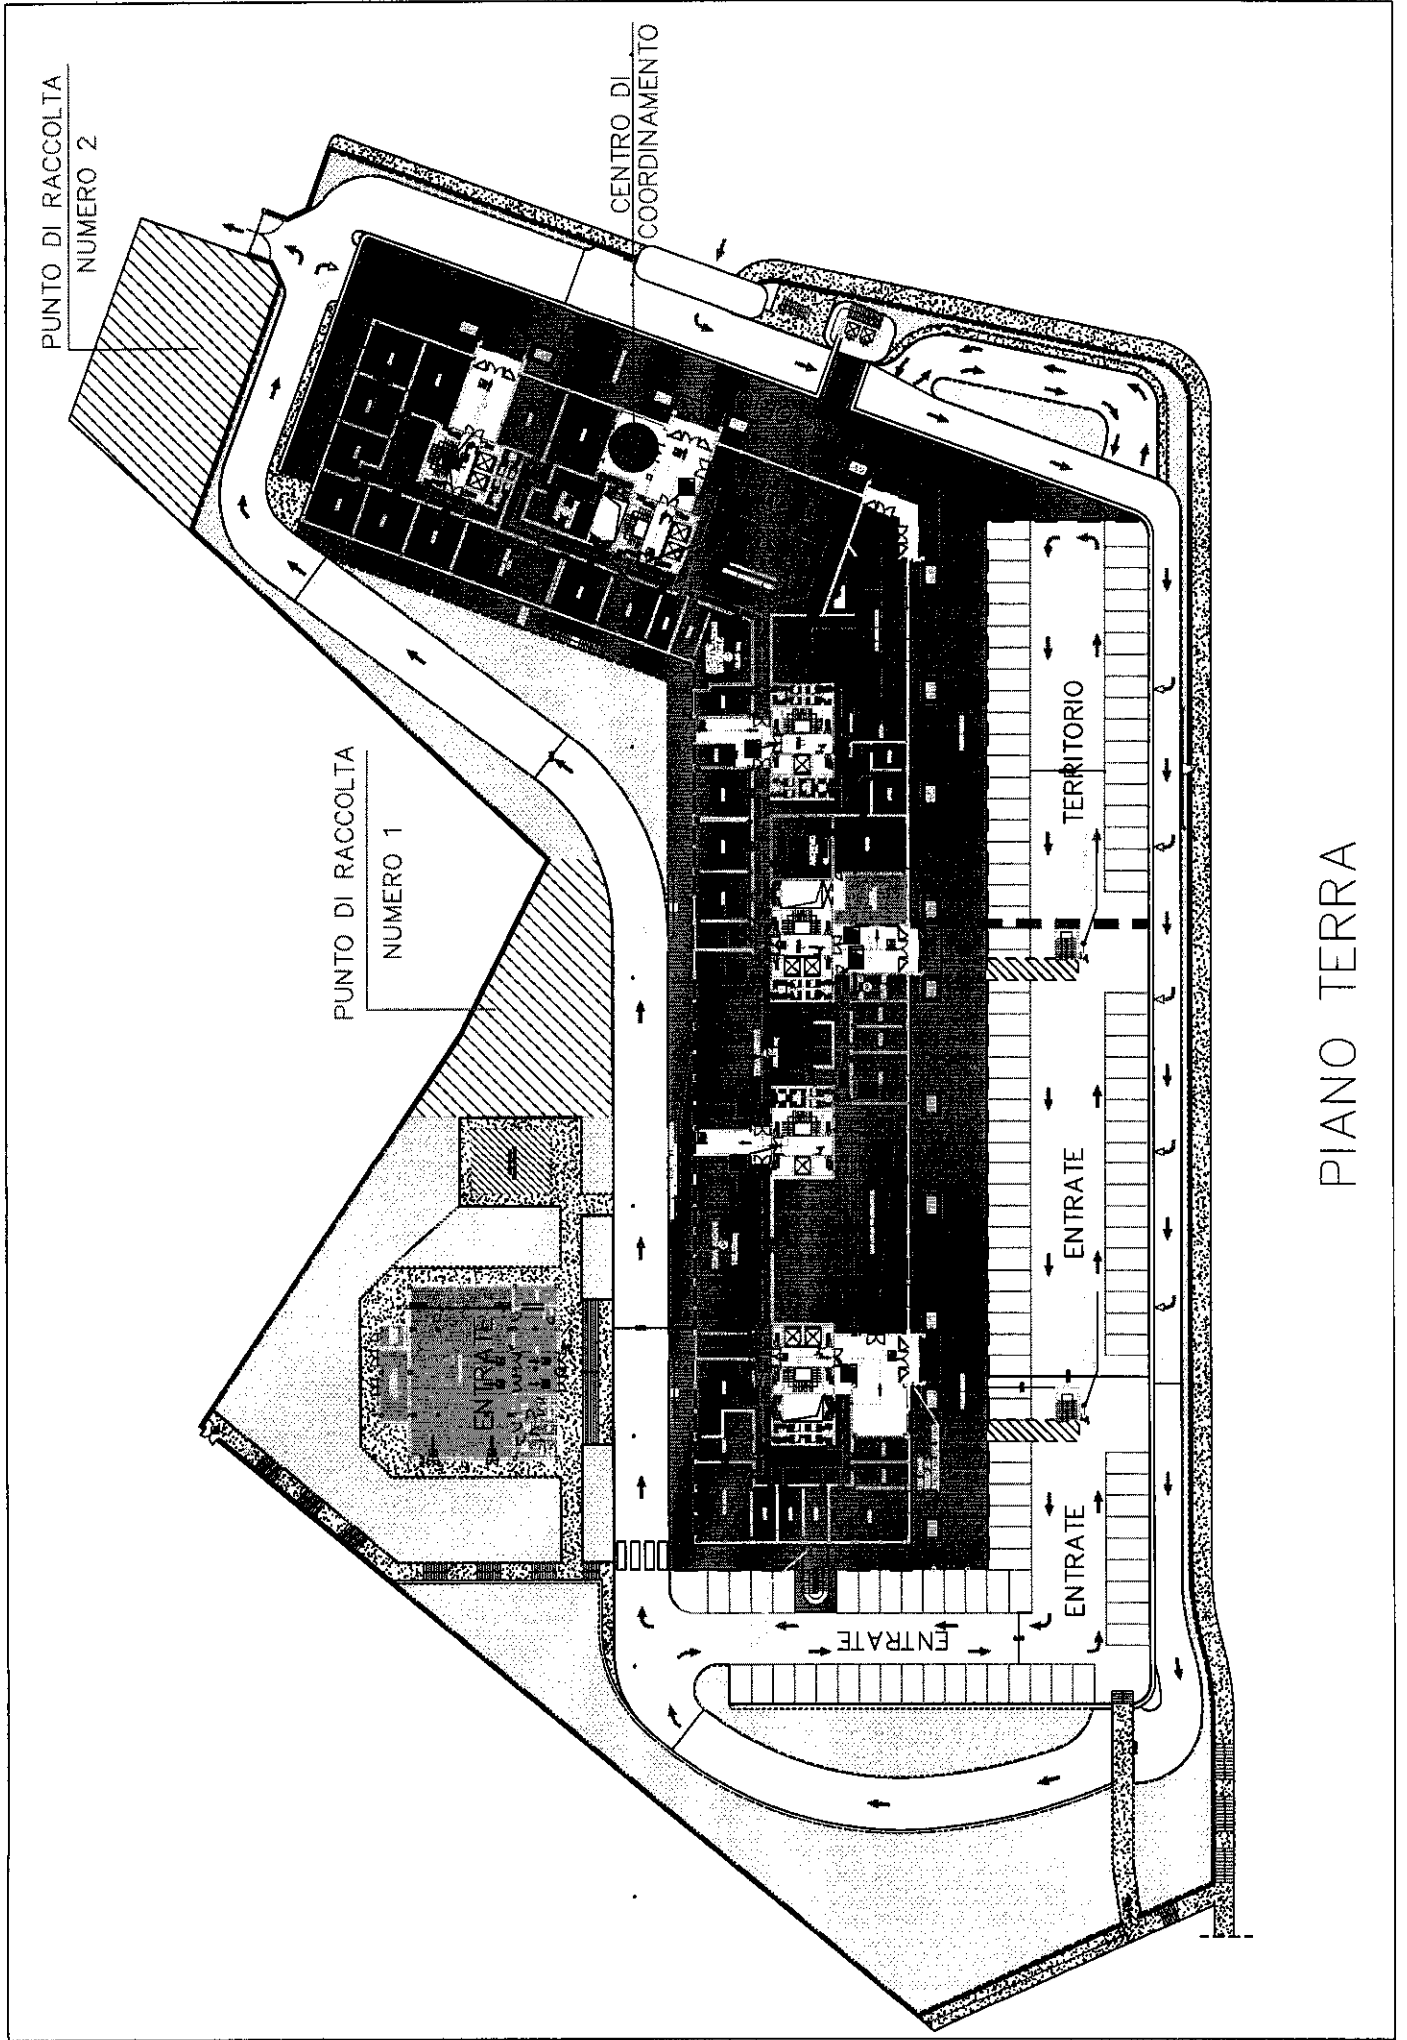 PUNTO DI RACCOLTA
NUMERO 2
CENTRO DI
COORDINAMENTO
PUNTO DI RACCOLTA
NUMERO 1
TERRITORIO
ENTRATE
ENTRATE
ENTRATE
ENTRATE
PIANO TERRA